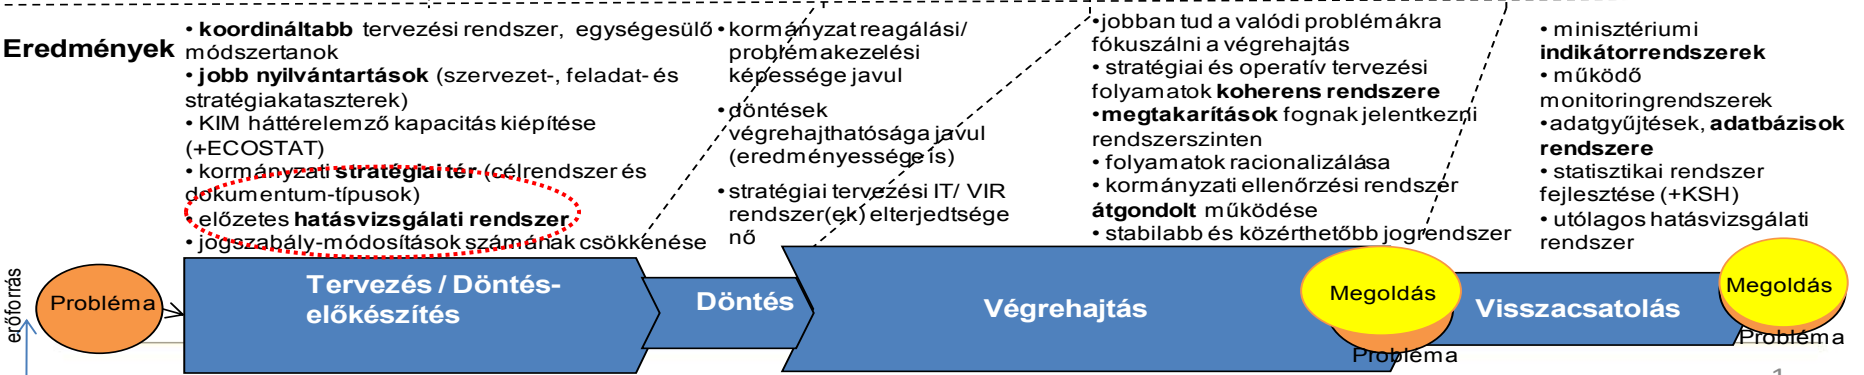 Eredmények
• koordináltabb tervezési rendszer, egységesülő
módszertanok
• jobb nyilvántartások (szervezet-, feladat- és
stratégiakataszterek)
• KIM háttérelemző kapacitás kiépítése
(+ECOSTAT)
• kormányzati stratégiai tér (célrendszer és
dokumentum-típusok)
• előzetes hatásvizsgálati rendszer
• jogszabály-módosítások számának csökkenése
• kormányzat reagálási/
problémakezelési
képessége javul
• döntések
végrehajthatósága javul
(eredményessége is)
• stratégiai tervezési IT/ VIR
rendszer(ek) elterjedtsége
nő
•jobban tud a valódi problémákra
fókuszálni a végrehajtás
• stratégiai és operatív tervezési
folyamatok koherens rendszere
•megtakarítások fognak jelentkezni
rendszerszinten
• folyamatok racionalizálása
• kormányzati ellenőrzési rendszer
átgondolt működése
• stabilabb és közérthetőbb jogrendszer
• minisztériumi
indikátorrendszerek
• működő
monitoringrendszerek
•adatgyűjtések, adatbázisok
rendszere
• statisztikai rendszer
fejlesztése (+KSH)
• utólagos hatásvizsgálati
rendszer
erőforrás
Probléma
Tervezés / Döntés-
előkészítés
Döntés
Végrehajtás
Megoldás
Probléma
Visszacsatolás
Megoldás
Probléma
1